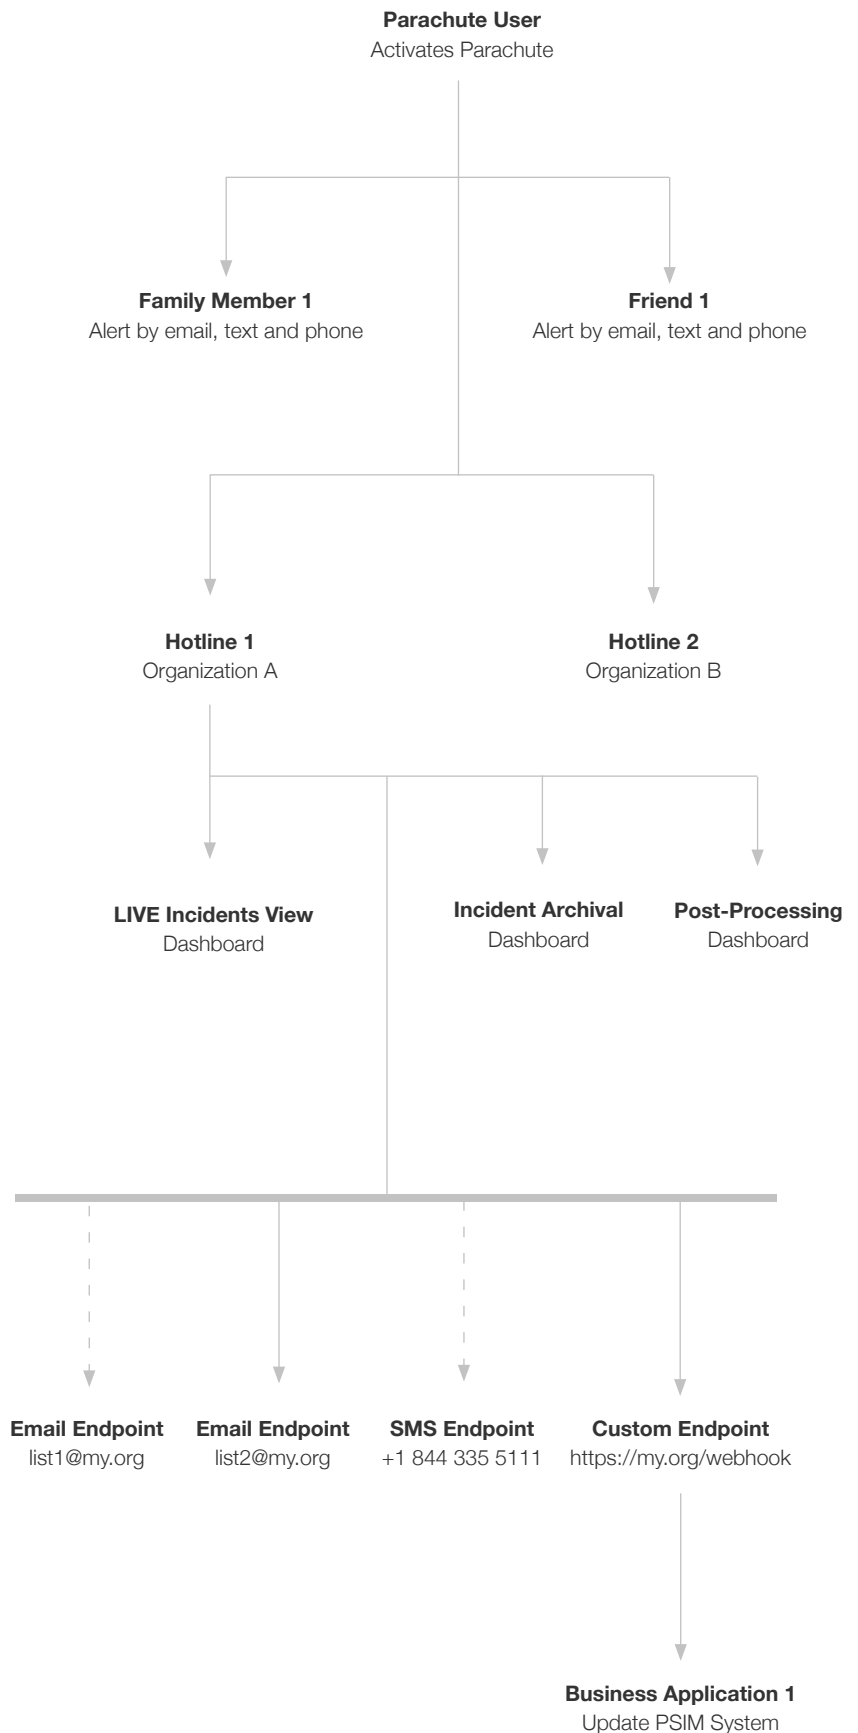 Parachute User
Activates Parachute
Family Member 1
Alert by email, text and phone
Friend 1
Alert by email, text and phone
Hotline 1
Organization A
Hotline 2
Organization B
LIVE Incidents View
Dashboard
Incident Archival
Dashboard
Post-Processing
Dashboard
Email Endpoint
list1@my.org
Email Endpoint
list2@my.org
SMS Endpoint
+1 844 335 5111
Custom Endpoint
https://my.org/webhook
Business Application 1
Update PSIM System